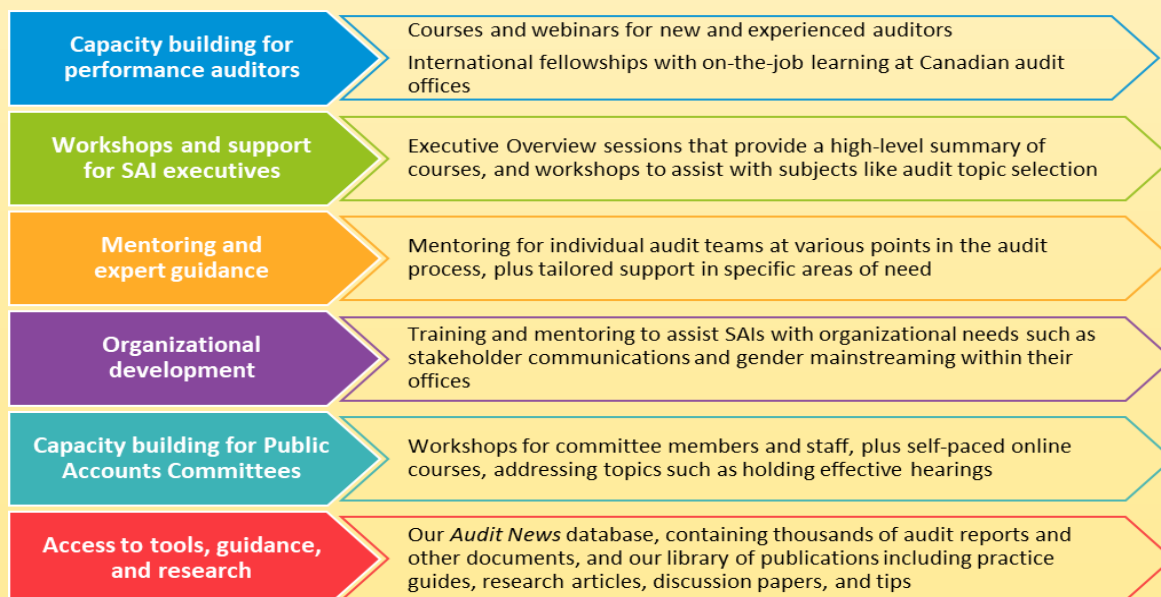 Capacity building for
performance auditors
Courses and webinars for new and experienced auditors
International fellowships with on-the-job learning at Canadian audit
offices
Workshops and support
for SAI executives
Executive Overview sessions that provide a high-level summary of
courses, and workshops to assist with subjects like audit topic selection
Mentoring and
expert guidance
Mentoring for individual audit teams at various points in the audit
process, plus tailored support in specific areas of need
Organizational
development
Training and mentoring to assist SAIs with organizational needs such as
stakeholder communications and gender mainstreaming within their
offices
Capacity building for Public
Accounts Committees
Workshops for committee members and staff, plus self-paced online
courses, addressing topics such as holding effective hearings
Access to tools, guidance,
and research
Our Audit News database, containing thousands of audit reports and
other documents, and our library of publications including practice
guides, research articles, discussion papers, and tips